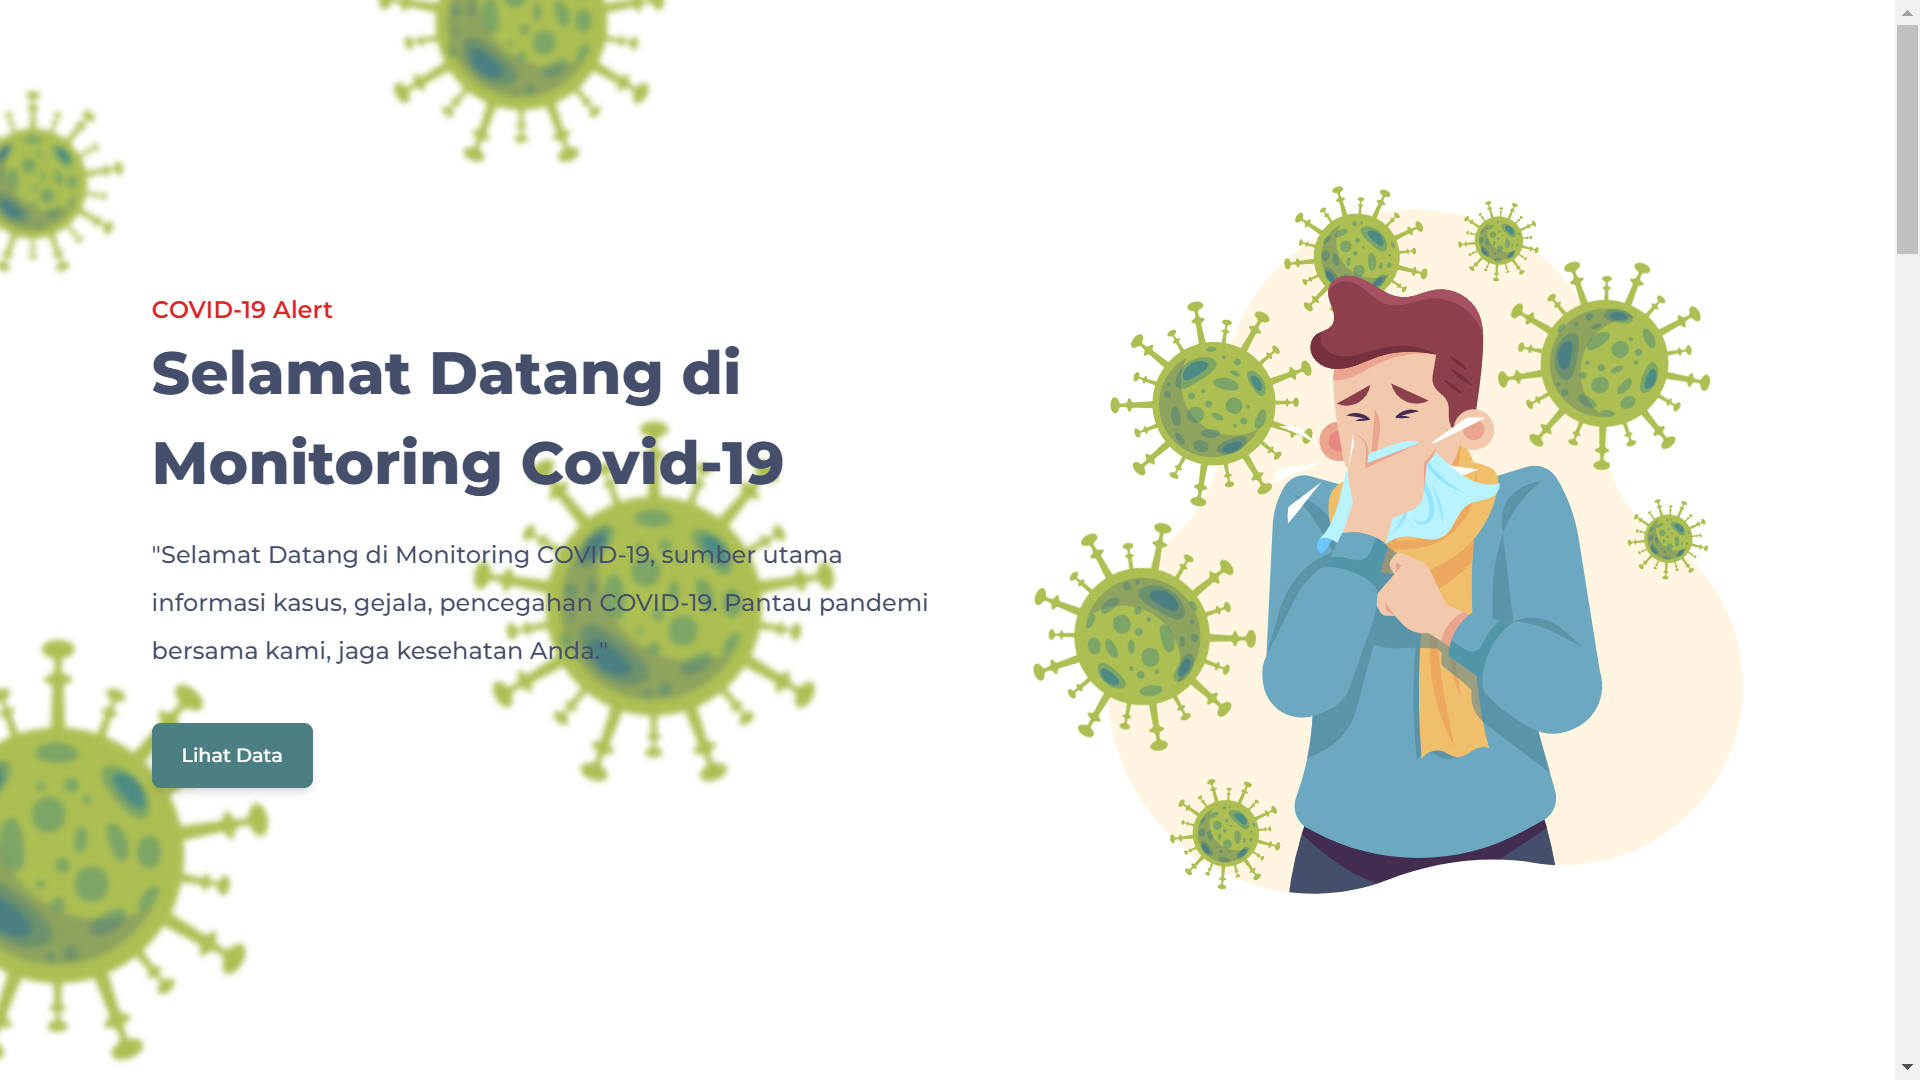 COVID-19 Alert
Selamat Datang di
Monitoring Covid-19
"Selamat Datang di Monitoring COVID-19, sumber utama
informasi kasus, gejala, pencegahan COVID-19. Pantau pandemi
bersama kami, jaga kesehatan Anda."
Lihat Data